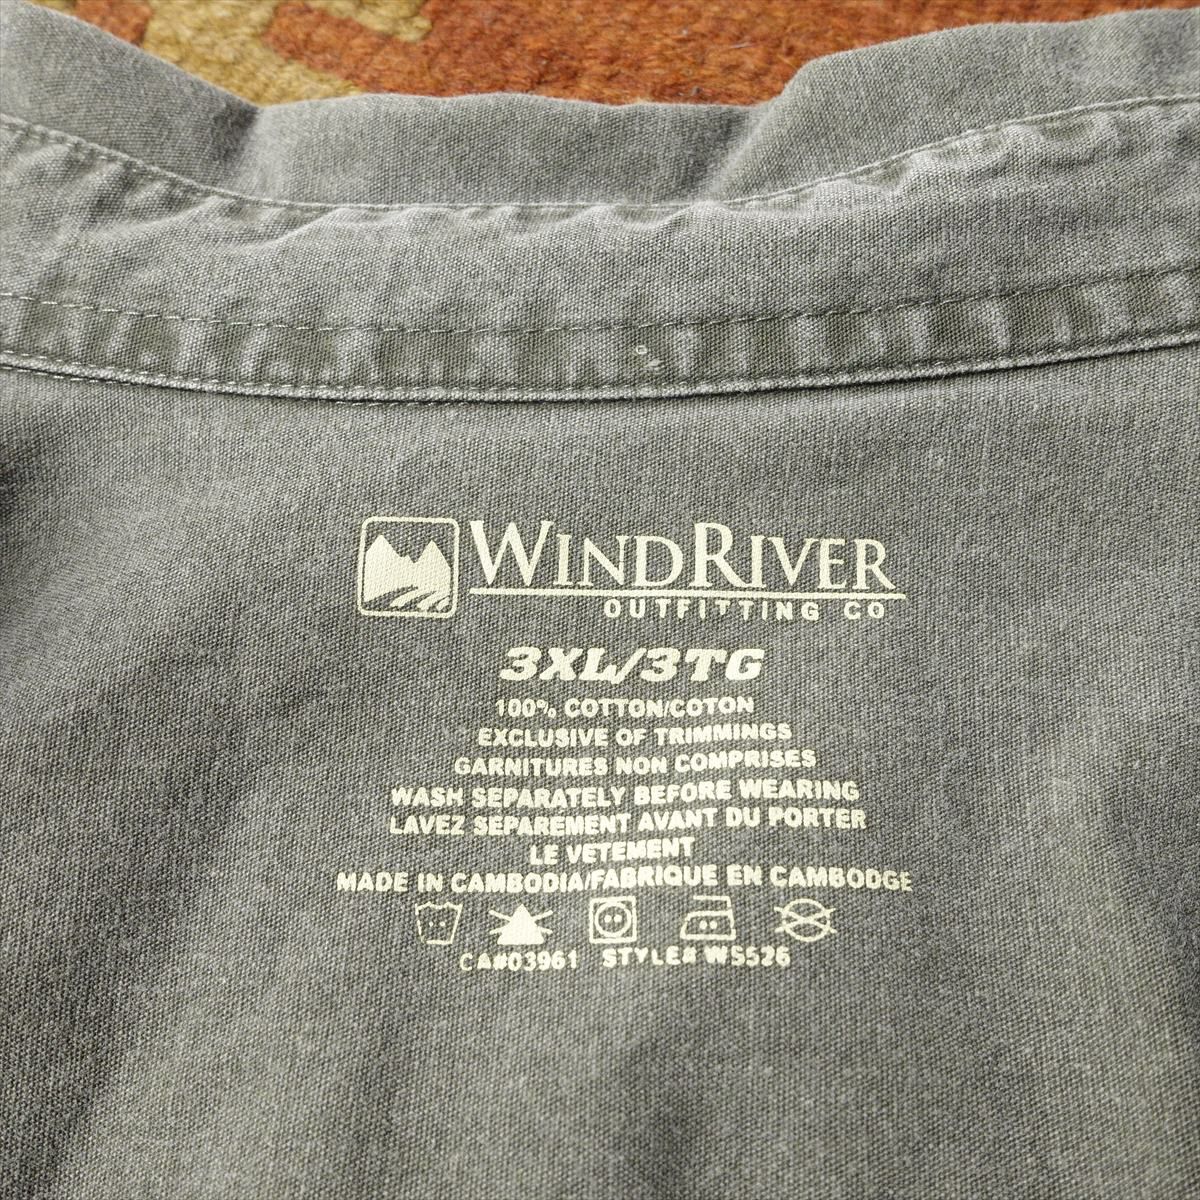 WINDRIVER
OUTFITTING CO
3XL/3TG
100% COTTON/COTON
EXCLUSIVE OF TRIMMINGS
GARNITURES NON COMPRISES
WASH SEPARATELY BEFORE WEARING
LAVEZ SEPAREMENT AVANT DU PORTER
LE VETEMENT
MADE IN CAMBODIA/FABRIQUE EN CAMBODGE
CA#03961 STYLE# WS526